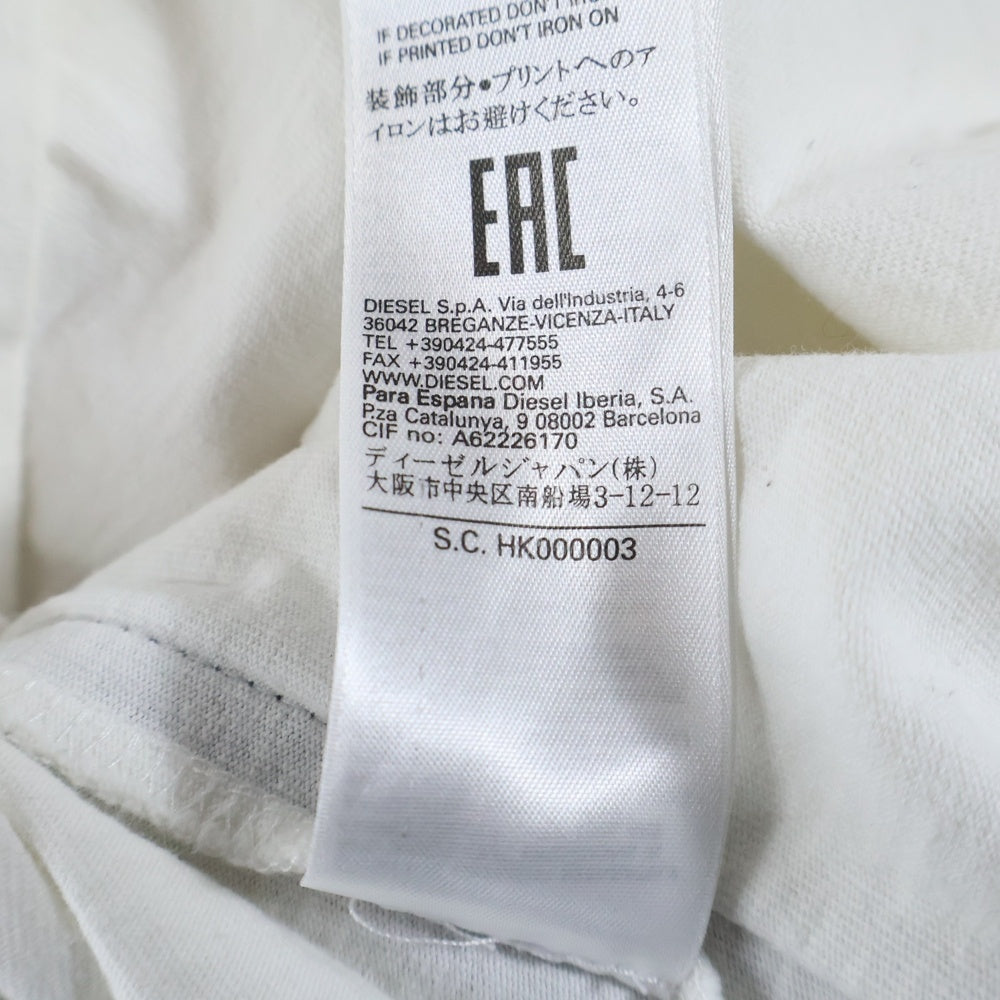 IF DECORATED DON'T IRON
IF PRINTED DON'T IRON ON
装飾部分●プリントへのア
イロンはお避けください。
EAC
DIESEL S.p.A. Via dell'Industria, 4-6
36042 BREGANZE-VICENZA-ITALY
TEL +390424-477555
FAX +390424-411955
WWW.DIESEL.COM
Para Espana Diesel Iberia, S.A.
P.za Catalunya, 9 08002 Barcelona
CIF no: A62226170
ディーゼルジャパン(株)
大阪市中央区南船場3-12-12
S.C. HK000003